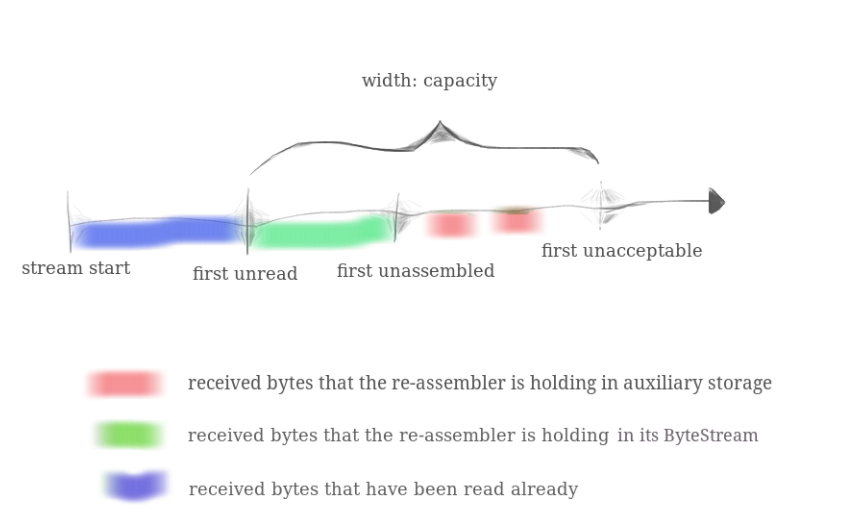 width: capacity
stream start
first unread
first unassembled
first unacceptable
received bytes that the re-assembler is holding in auxiliary storage
received bytes that the re-assembler is holding in its ByteStream
received bytes that have been read already